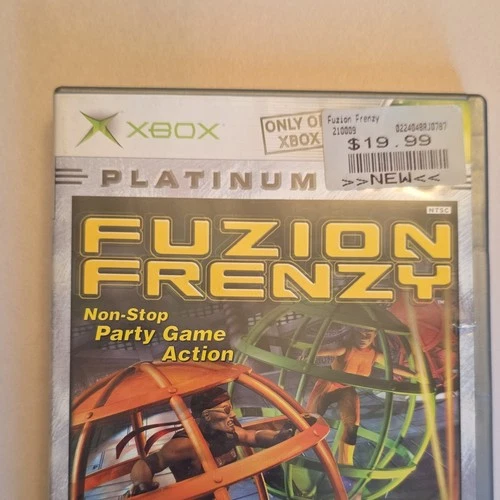 XBOX
ONLY O
XBOX
Fuzion Frenzy
210009
$19.99
>>NEW<<
PLATINUM
NTSC
FUZION
FRENZY
Non-Stop
Party Game
Action